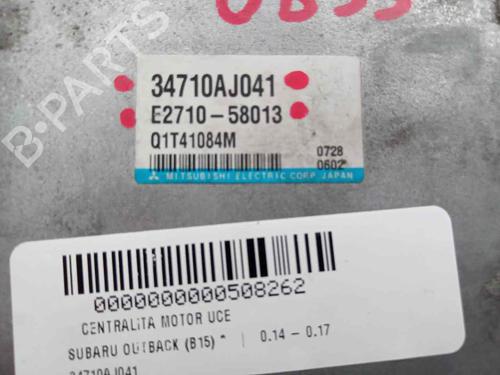 B-PARTS
34710AJ041
E2710-58013
Q1T41084M
0728
0602*
MITSUBISHI ELECTRIC CORP. JAPAN
0000000000508262
CENTRALITA MOTOR UCE
SUBARU OUTBACK (B15) * | 0.14 - 0.17
34710AJ041